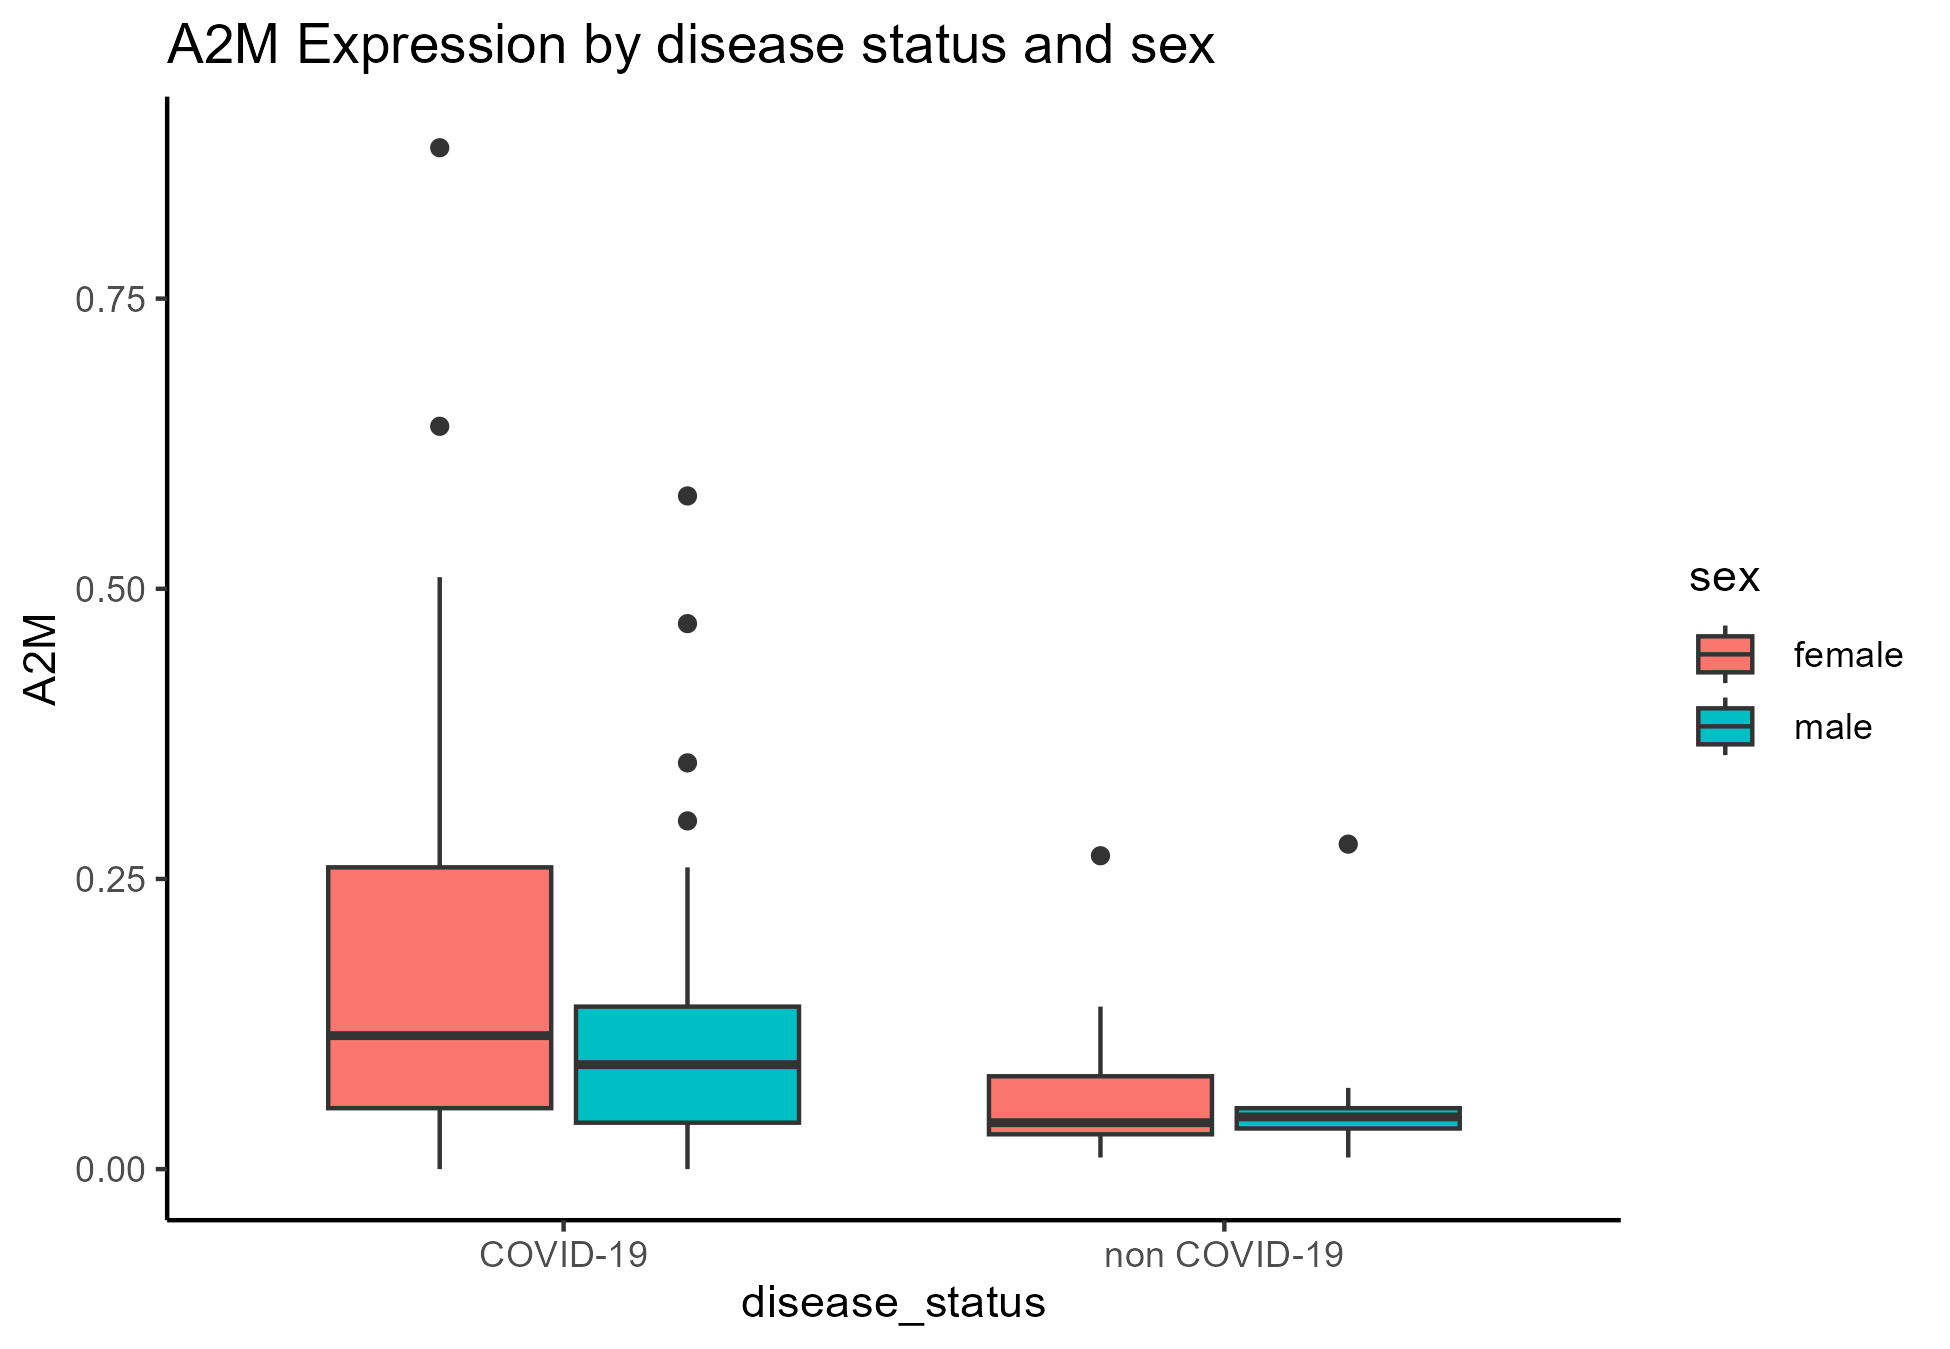 A2M Expression by disease status and sex
A2M
0.75
0.50
0.25
0.00
COVID-19
non COVID-19
disease_status
sex
female
male